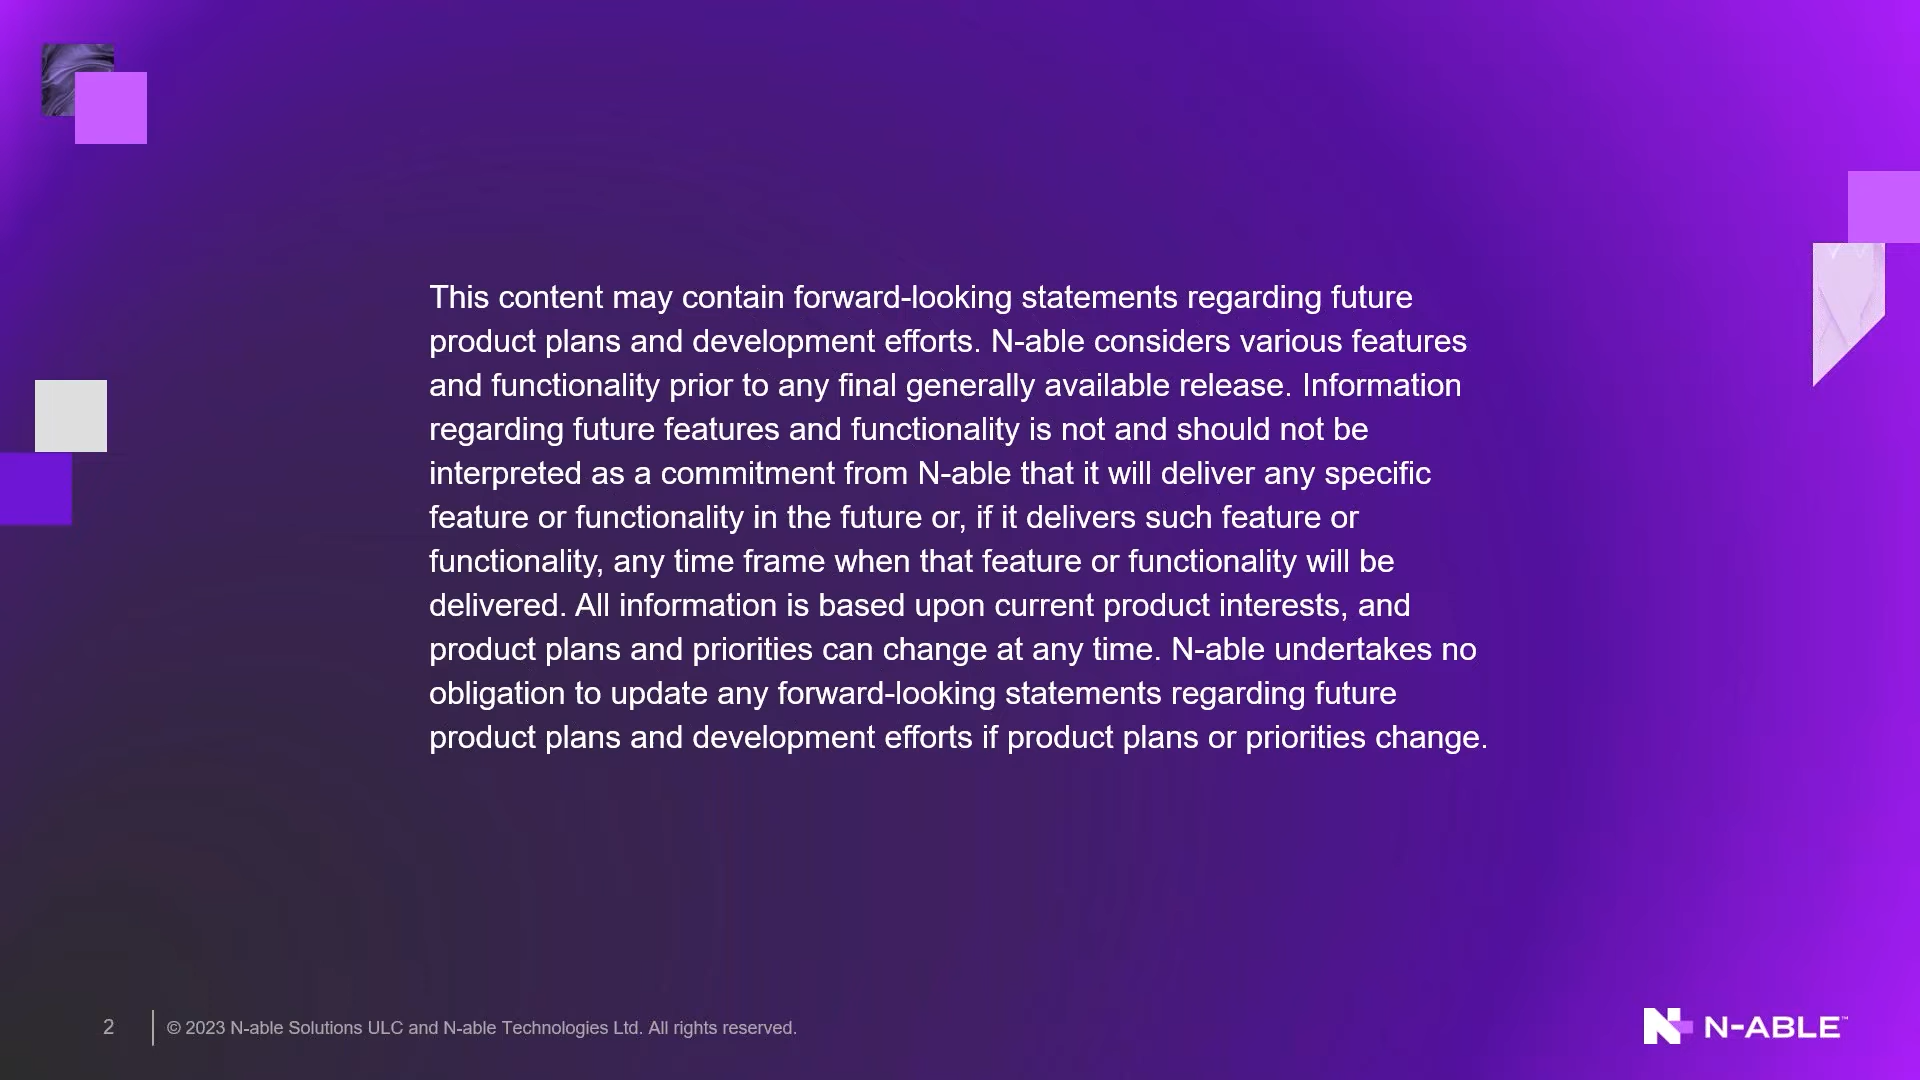 This content may contain forward-looking statements regarding future
product plans and development efforts. N-able considers various features
and functionality prior to any final generally available release. Information
regarding future features and functionality is not and should not be
interpreted as a commitment from N-able that it will deliver any specific
feature or functionality in the future or, if it delivers such feature or
functionality, any time frame when that feature or functionality will be
delivered. All information is based upon current product interests, and
product plans and priorities can change at any time. N-able undertakes no
obligation to update any forward-looking statements regarding future
product plans and development efforts if product plans or priorities change.
2
© 2023 N-able Solutions ULC and N-able Technologies Ltd. All rights reserved.
N-ABLE™